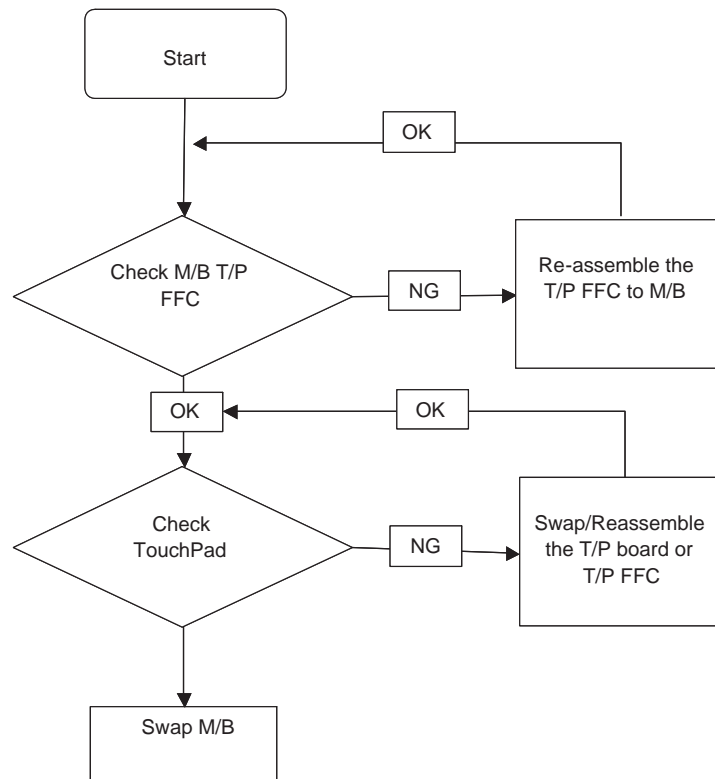 Start
OK
Check M/B T/P
FFC
NG
Re-assemble the
T/P FFC to M/B
OK
OK
Check
TouchPad
NG
Swap/Reassemble
the T/P board or
T/P FFC
Swap M/B